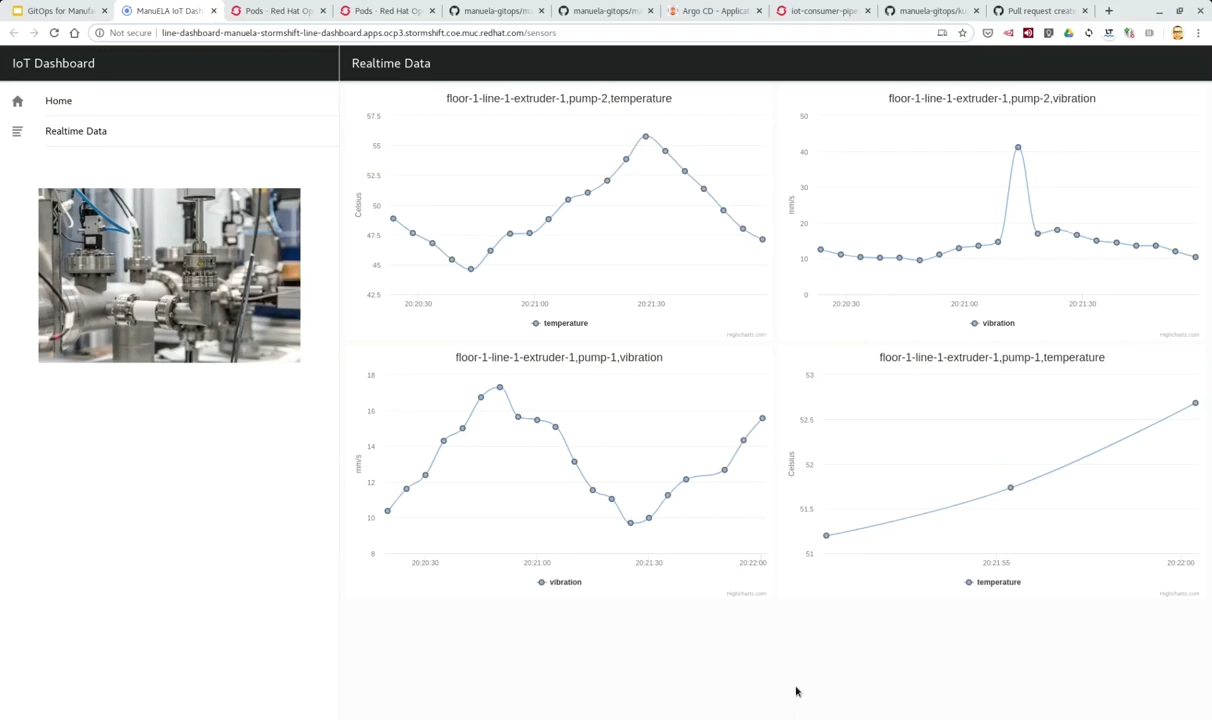 GitOps for Manufa
ManuELA IoT Dash
Pods · Red Hat Op
Pods · Red Hat Op
manuela-gitops/m
manuela-gitops/m
Argo CD - Applicat
iot-consumer-pipe
manuela-gitops/k
Pull request create
Not secure | line-dashboard-manuela-stormshift-line-dashboard.apps.ocp3.stormshift.coe.muc.redhat.com/sensors
IoT Dashboard
Realtime Data
Home
Realtime Data
floor-1-line-1-extruder-1,pump-2,temperature
57.5
55
52.5
50
47.5
45
42.5
Celsius
20:20:30
20:21:00
20:21:30
temperature
Highcharts.com
floor-1-line-1-extruder-1,pump-2,vibration
50
40
30
20
10
0
mm/s
20:20:30
20:21:00
20:21:30
vibration
Highcharts.com
floor-1-line-1-extruder-1,pump-1,vibration
18
16
14
12
10
8
mm/s
20:20:30
20:21:00
20:21:30
20:22:00
vibration
Highcharts.com
floor-1-line-1-extruder-1,pump-1,temperature
53
52.5
52
51.5
51
Celsius
20:21:55
20:22:00
temperature
Highcharts.com